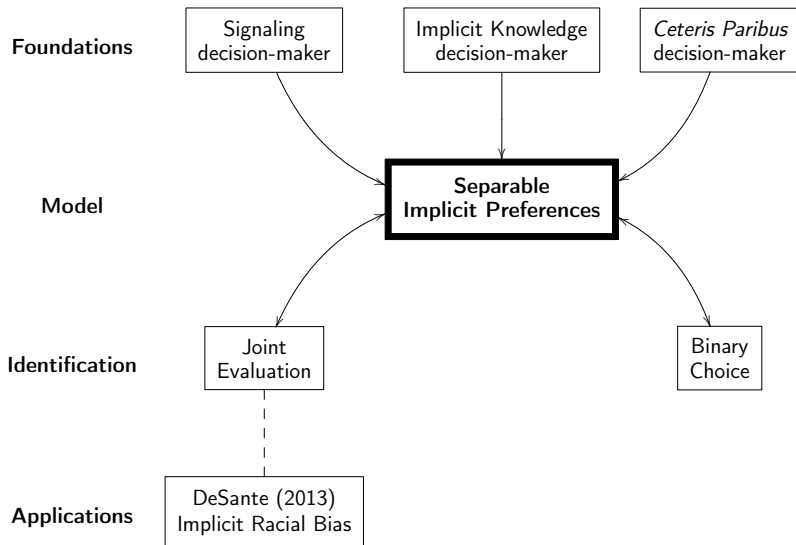 Foundations
Signaling
decision-maker
Implicit Knowledge
decision-maker
Ceteris Paribus
decision-maker
Model
Separable
Implicit Preferences
Identification
Joint
Evaluation
Binary
Choice
Applications
DeSante (2013)
Implicit Racial Bias